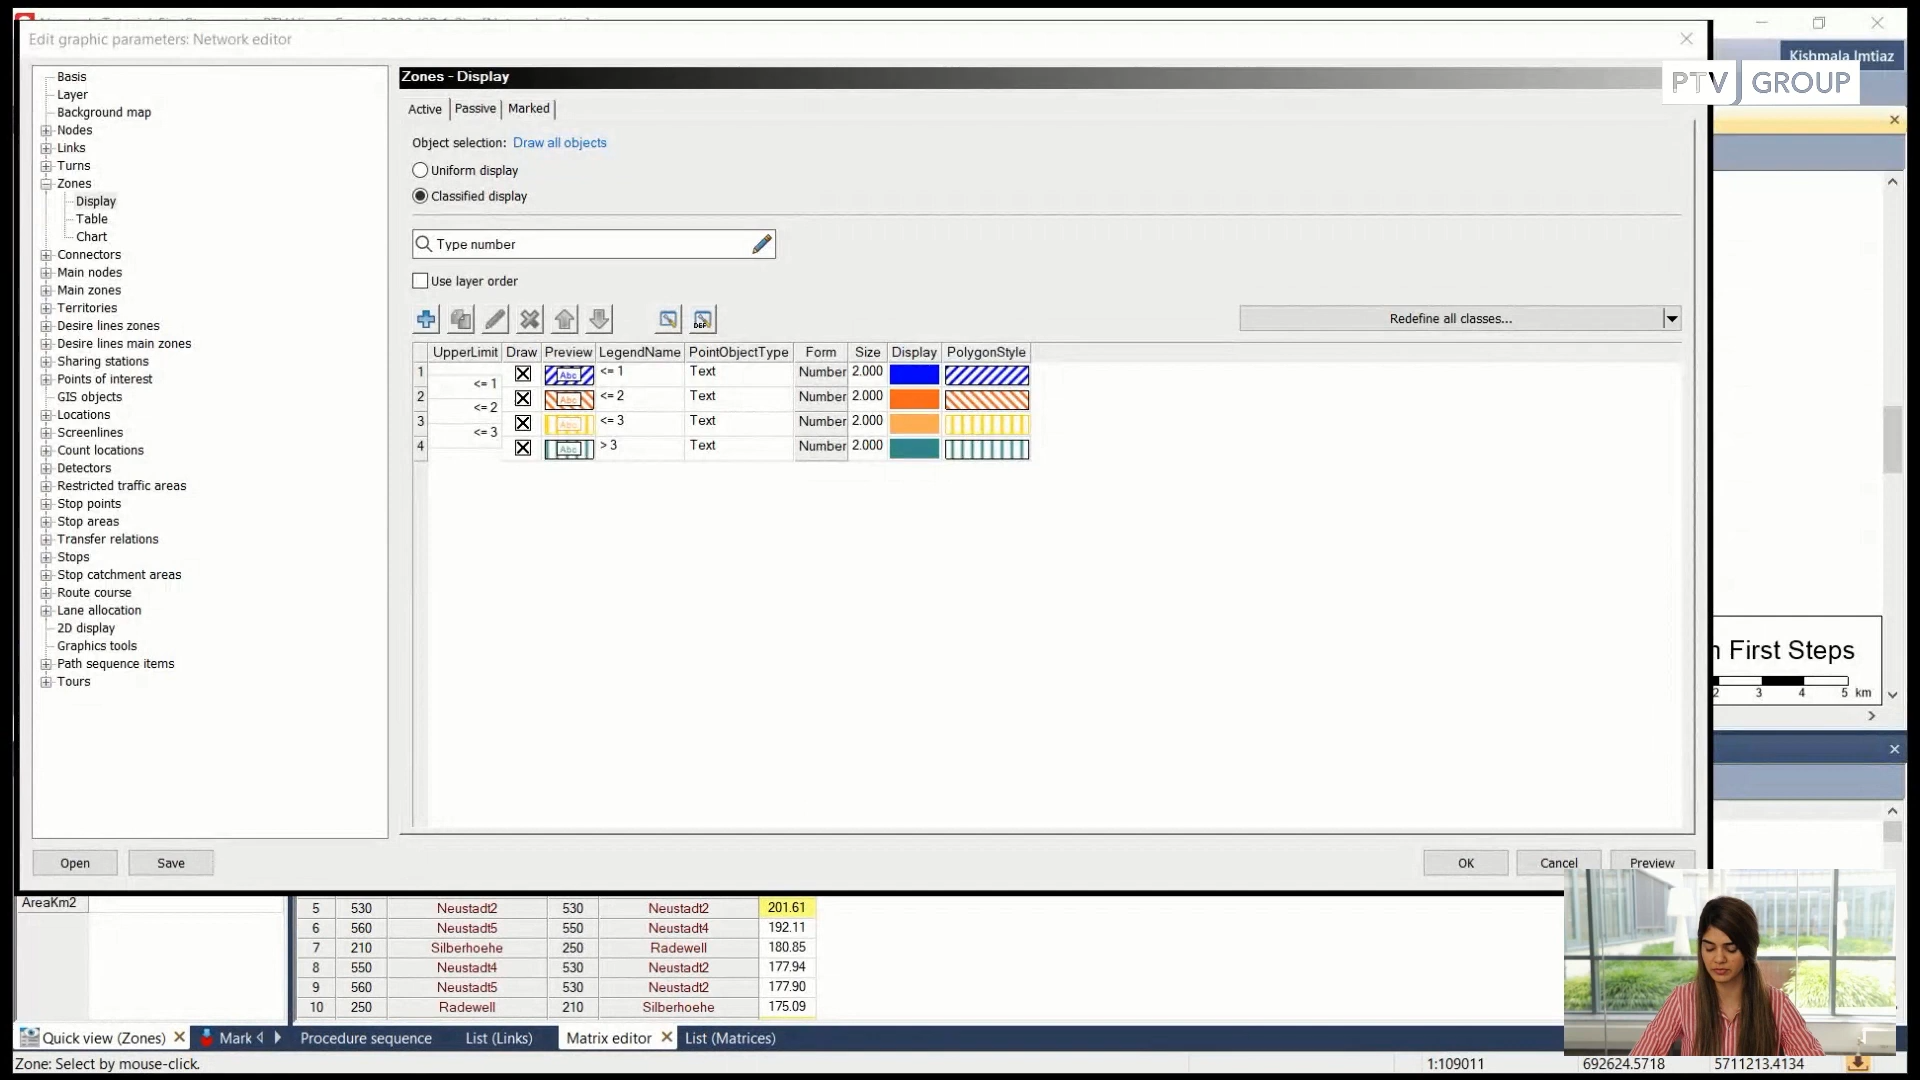 Edit graphic parameters: Network editor
Kishmala Imtiaz
PTV GROUP
Basis
Layer
Background map
Nodes
Links
Turns
Zones
Display
Table
Chart
Connectors
Main nodes
Main zones
Territories
Desire lines zones
Desire lines main zones
Sharing stations
Points of interest
GIS objects
Locations
Screenlines
Count locations
Detectors
Restricted traffic areas
Stop points
Stop areas
Transfer relations
Stops
Stop catchment areas
Route course
Lane allocation
2D display
Graphics tools
Path sequence items
Tours
Zones - Display
Active Passive Marked
Object selection: Draw all objects
Uniform display
Classified display
Type number
Use layer order
DEF
Redefine all classes...
UpperLimit Draw Preview LegendName PointObjectType Form Size Display PolygonStyle
1 <= 1 Abc <= 1 Text Number 2.000
2 <= 2 Abc <= 2 Text Number 2.000
3 <= 3 Abc <= 3 Text Number 2.000
4 Abc > 3 Text Number 2.000
First Steps
2 3 4 5 km
Open Save OK Cancel Preview
AreaKm2
5 530 Neustadt2 530 Neustadt2 201.61
6 560 Neustadt5 550 Neustadt4 192.11
7 210 Silberhoehe 250 Radewell 180.85
8 550 Neustadt4 530 Neustadt2 177.94
9 560 Neustadt5 530 Neustadt2 177.90
10 250 Radewell 210 Silberhoehe 175.09
Quick view (Zones) Mark Procedure sequence List (Links) Matrix editor List (Matrices)
Zone: Select by mouse-click. 1:109011 692624.5718 5711213.4134